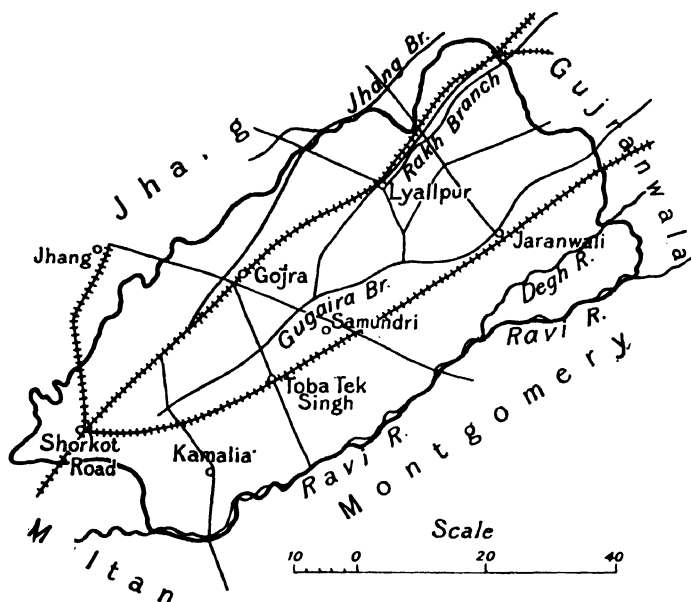 Jhang Br.
Gujranwala
Jhang
Rakh Branch
Lyallpur
Jaranwali
Jhang
Gojra
Degh R.
Gugaira Br.
Samundri
Ravi R.
Toba Tek
Singh
Montgomery
Shorkot
Road
Kamalia
Ravi R.
M ltan
Scale
10 0 20 40